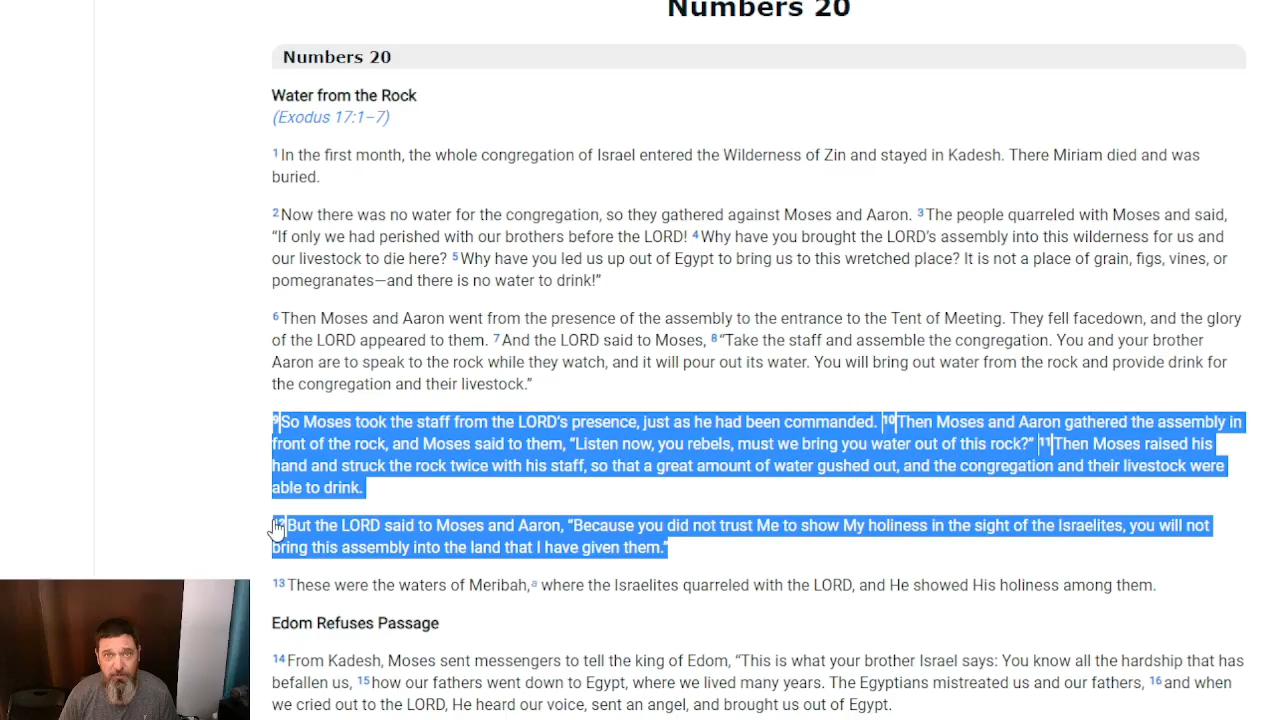 Numbers 20
Numbers 20
Water from the Rock
(Exodus 17:1–7)
1 In the first month, the whole congregation of Israel entered the Wilderness of Zin and stayed in Kadesh. There Miriam died and was
buried.
2 Now there was no water for the congregation, so they gathered against Moses and Aaron. 3 The people quarreled with Moses and said,
“If only we had perished with our brothers before the LORD! 4 Why have you brought the LORD’s assembly into this wilderness for us and
our livestock to die here? 5 Why have you led us up out of Egypt to bring us to this wretched place? It is not a place of grain, figs, vines, or
pomegranates—and there is no water to drink!”
6 Then Moses and Aaron went from the presence of the assembly to the entrance to the Tent of Meeting. They fell facedown, and the glory
of the LORD appeared to them. 7 And the LORD said to Moses, 8 “Take the staff and assemble the congregation. You and your brother
Aaron are to speak to the rock while they watch, and it will pour out its water. You will bring out water from the rock and provide drink for
the congregation and their livestock.”
9 So Moses took the staff from the LORD’s presence, just as he had been commanded. 10 Then Moses and Aaron gathered the assembly in
front of the rock, and Moses said to them, “Listen now, you rebels, must we bring you water out of this rock?” 11 Then Moses raised his
hand and struck the rock twice with his staff, so that a great amount of water gushed out, and the congregation and their livestock were
able to drink.
12 But the LORD said to Moses and Aaron, “Because you did not trust Me to show My holiness in the sight of the Israelites, you will not
bring this assembly into the land that I have given them.”
13 These were the waters of Meribah,a where the Israelites quarreled with the LORD, and He showed His holiness among them.
Edom Refuses Passage
14 From Kadesh, Moses sent messengers to tell the king of Edom, “This is what your brother Israel says: You know all the hardship that has
befallen us, 15 how our fathers went down to Egypt, where we lived many years. The Egyptians mistreated us and our fathers, 16 and when
we cried out to the LORD, He heard our voice, sent an angel, and brought us out of Egypt.